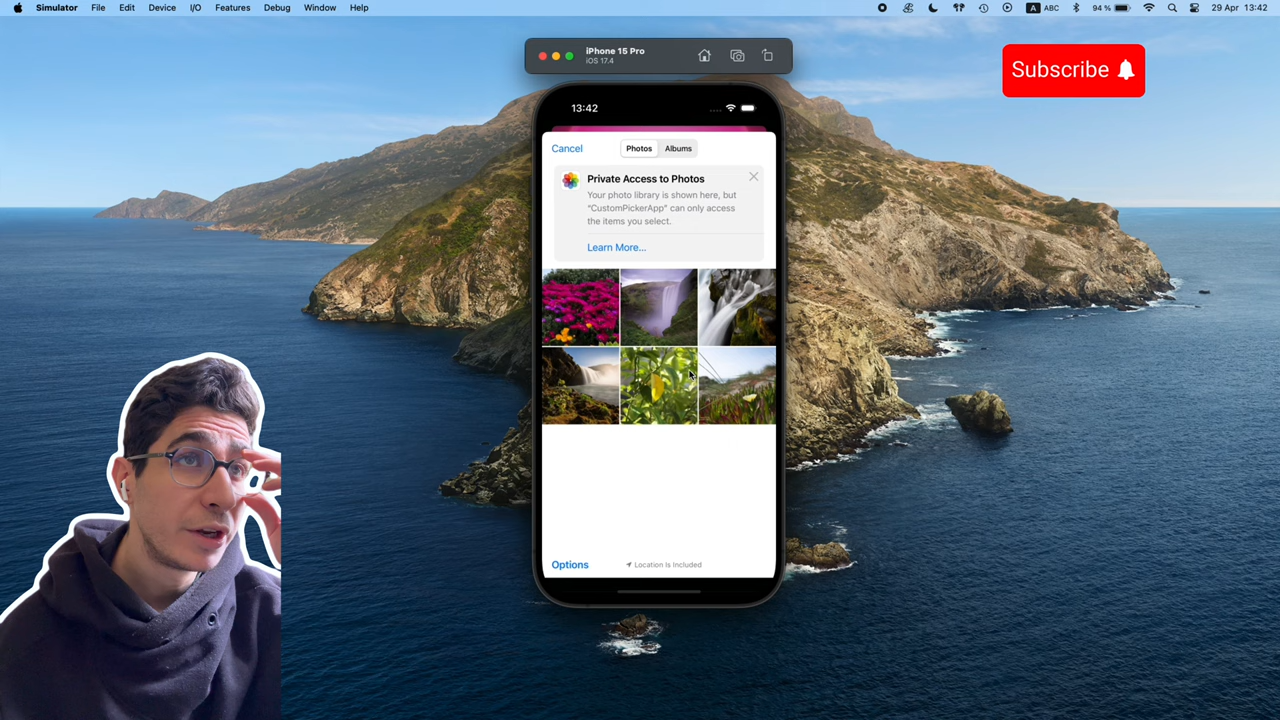 Simulator File Edit View Device I/O Features Debug Window Help
A ABC 94 % 29 Apr 13:42
iPhone 15 Pro
iOS 17.4
Subscribe
13:42
Cancel Photos Albums
Private Access to Photos
Your photo library is shown here, but
“CustomPickerApp” can only access
the items you select.
Learn More...
Options Location Is Included